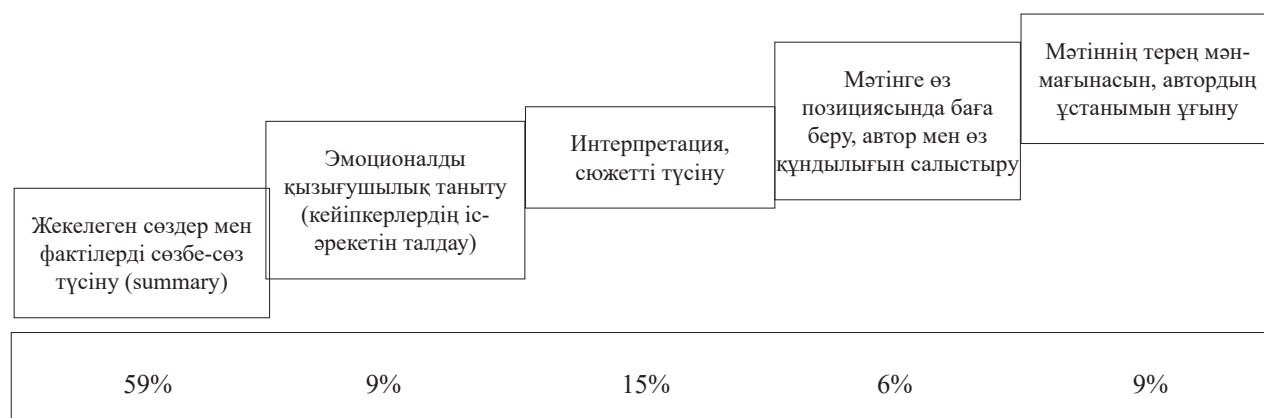 Жекелеген сөздер мен
фактілерді сөзбе-сөз
түсіну (summary)
Эмоционалды
қызығушылық таныту
(кейіпкерлердің іс-
әрекетін талдау)
Интерпретация,
сюжетті түсіну
Мәтінге өз
позициясында баға
беру, автор мен өз
құндылығын салыстыру
Мәтіннің терең мән-
мағынасын, автордың
ұстанымын ұғыну
59% 9% 15% 6% 9%